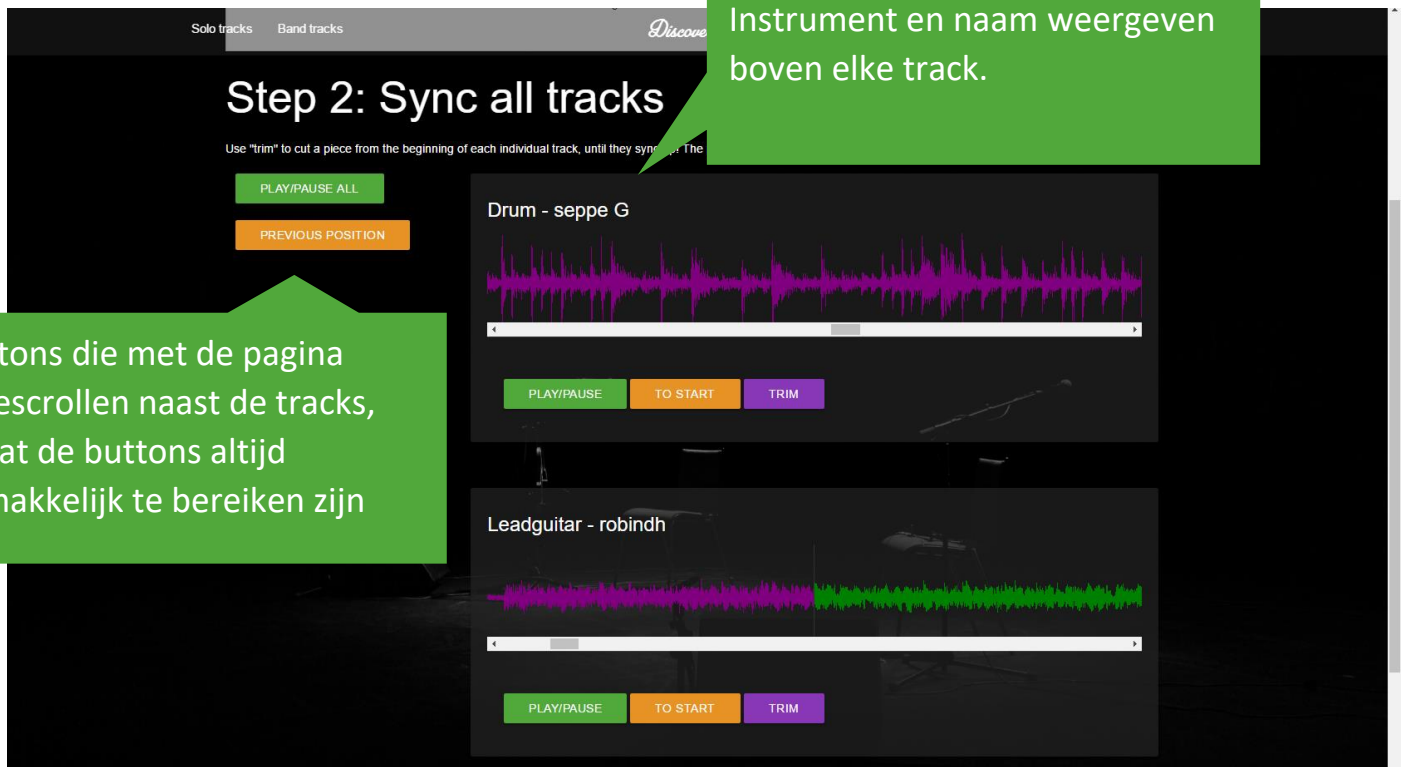 Solo tracks Band tracks
Discove
Instrument en naam weergeven
boven elke track.
Step 2: Sync all tracks
Use "trim" to cut a piece from the beginning of each individual track, until they sync The
PLAY/PAUSE ALL
PREVIOUS POSITION
tons die met de pagina
escrollen naast de tracks,
at de buttons altijd
makkelijk te bereiken zijn
Drum - seppe G
PLAY/PAUSE TO START TRIM
Leadguitar - robindh
PLAY/PAUSE TO START TRIM